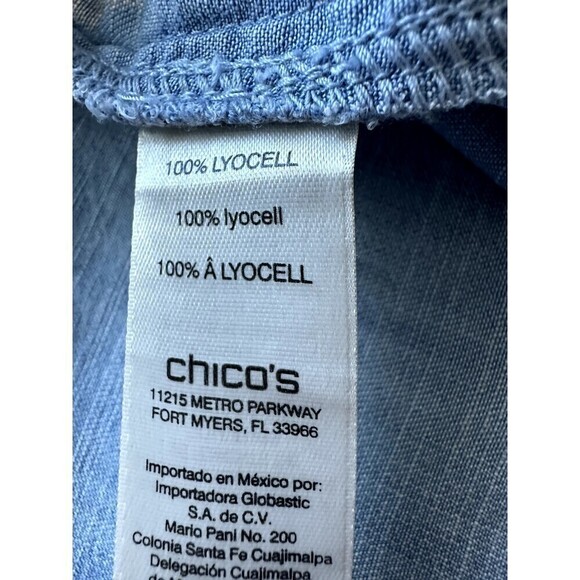 100% LYOCELL
100% lyocell
100% Â LYOCELL
chico's
11215 METRO PARKWAY
FORT MYERS, FL 33966
Importado en México por:
Importadora Globastic
S.A. de C.V.
Mario Pani No. 200
Colonia Santa Fe Cuajimalpa
Delegación Cuajimalpa